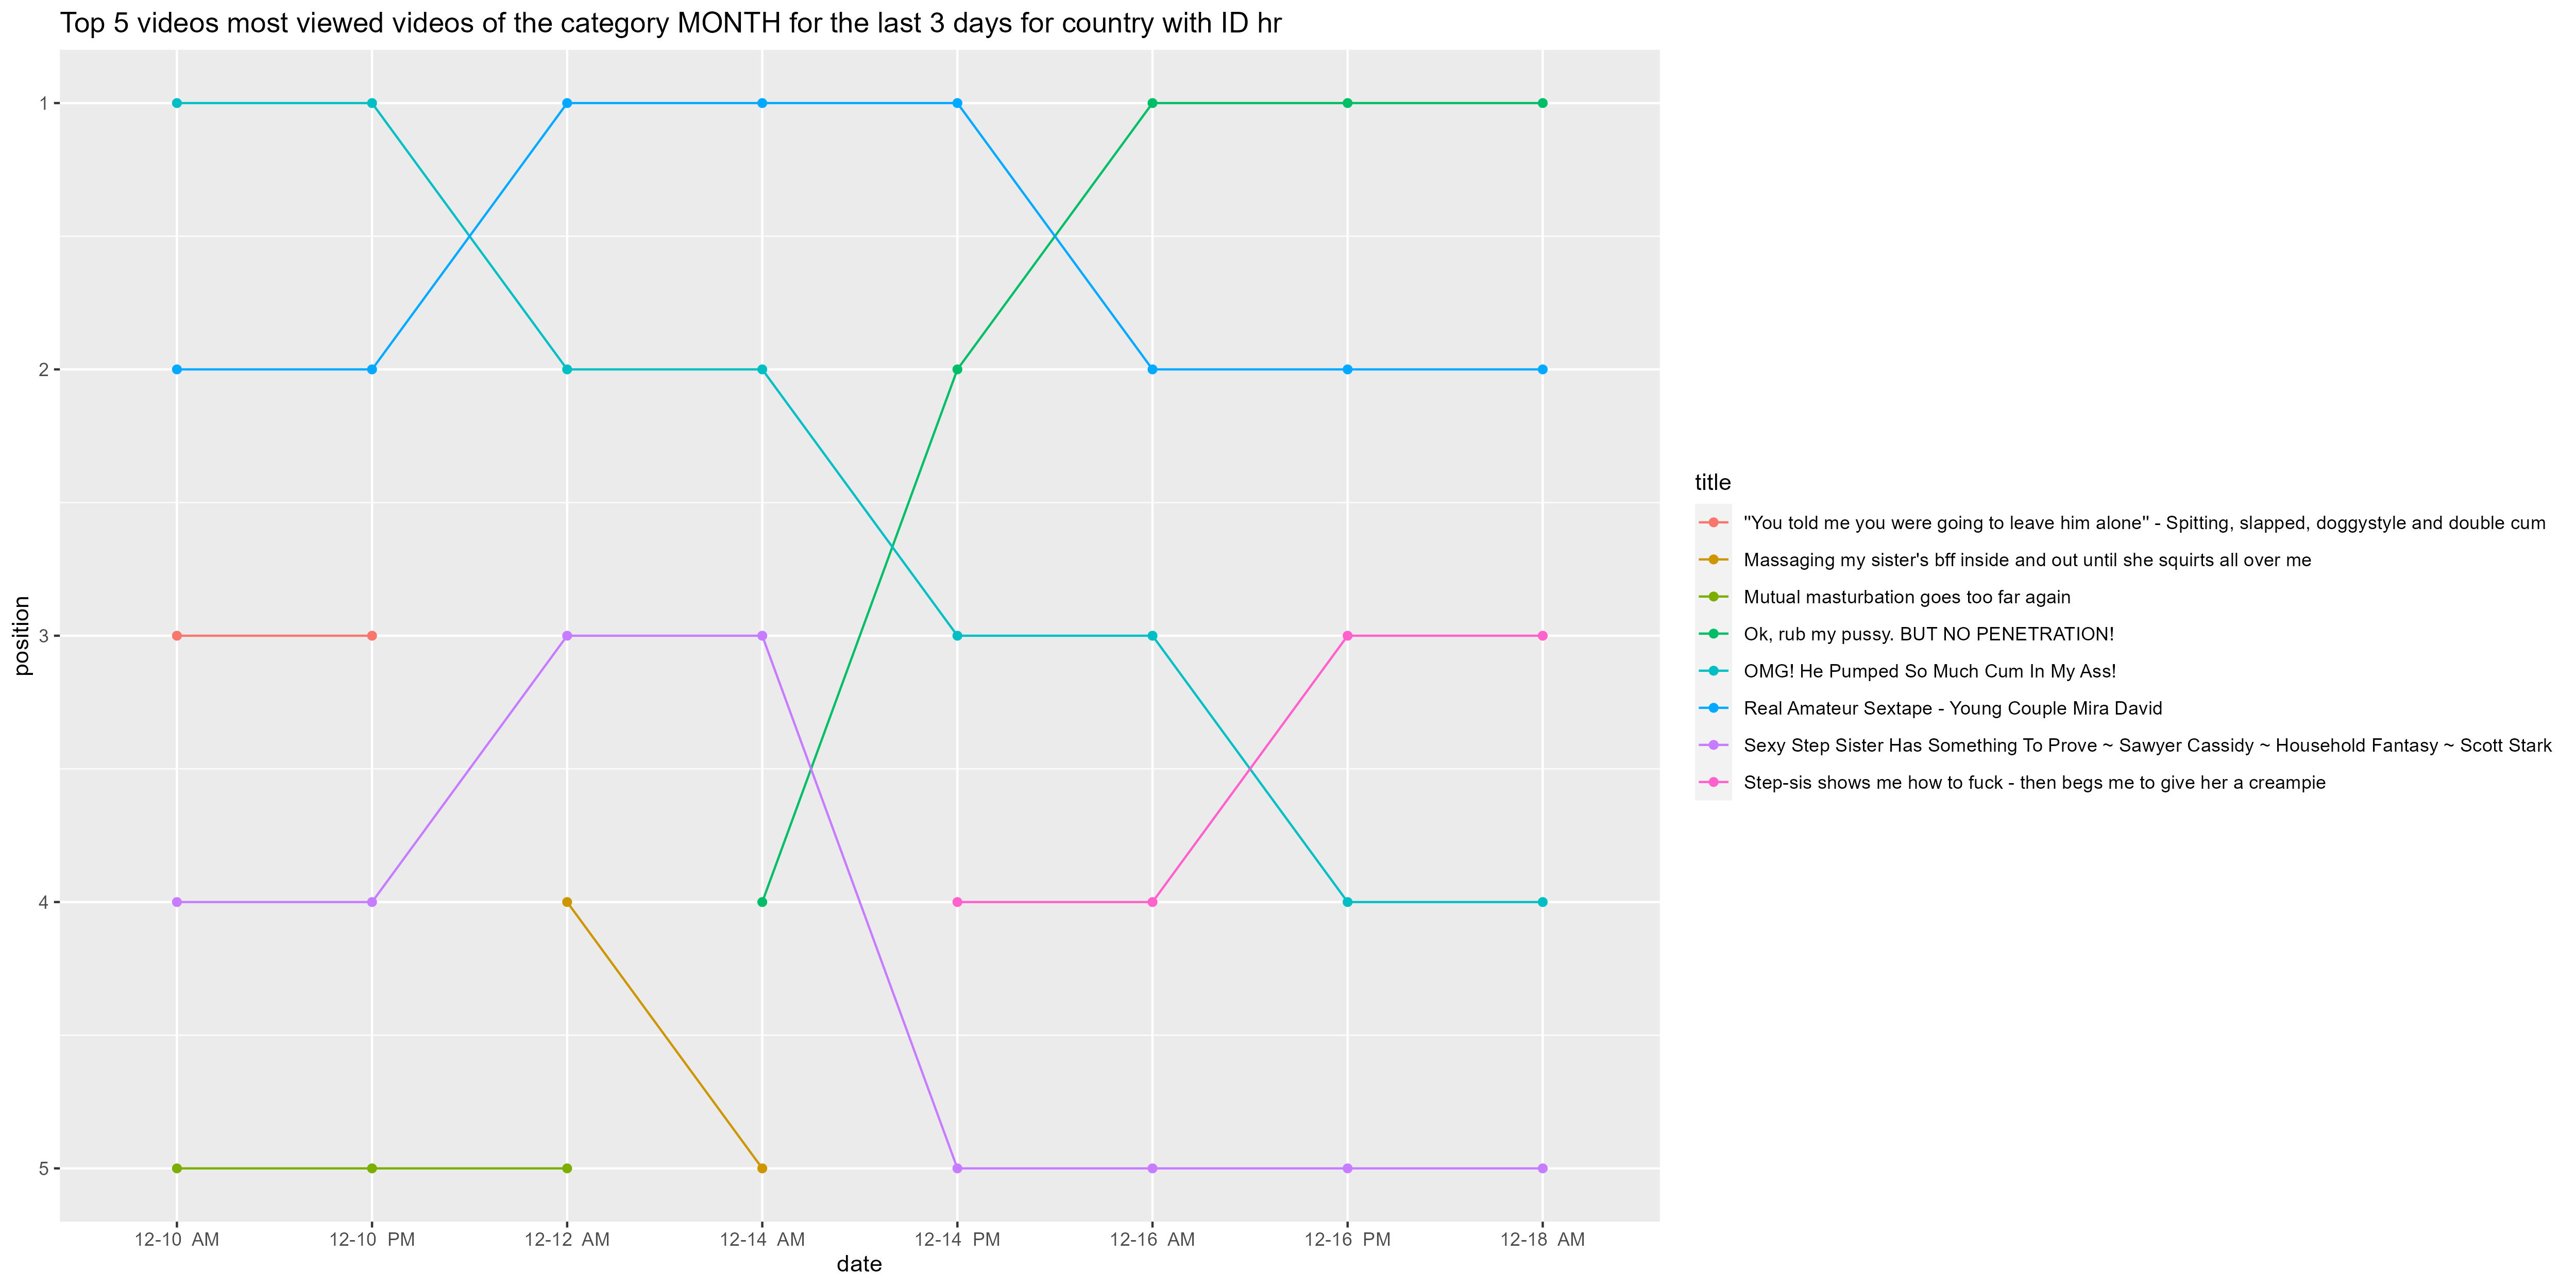 Top 5 videos most viewed videos of the category MONTH for the last 3 days for country with ID hr
position
1
2
3
4
5
12-10 AM
12-10 PM
12-12 AM
12-14 AM
12-14 PM
12-16 AM
12-16 PM
12-18 AM
date
title
"You told me you were going to leave him alone" - Spitting, slapped, doggystyle and double cum
Massaging my sister's bff inside and out until she squirts all over me
Mutual masturbation goes too far again
Ok, rub my pussy. BUT NO PENETRATION!
OMG! He Pumped So Much Cum In My Ass!
Real Amateur Sextape - Young Couple Mira David
Sexy Step Sister Has Something To Prove ~ Sawyer Cassidy ~ Household Fantasy ~ Scott Stark
Step-sis shows me how to fuck - then begs me to give her a creampie